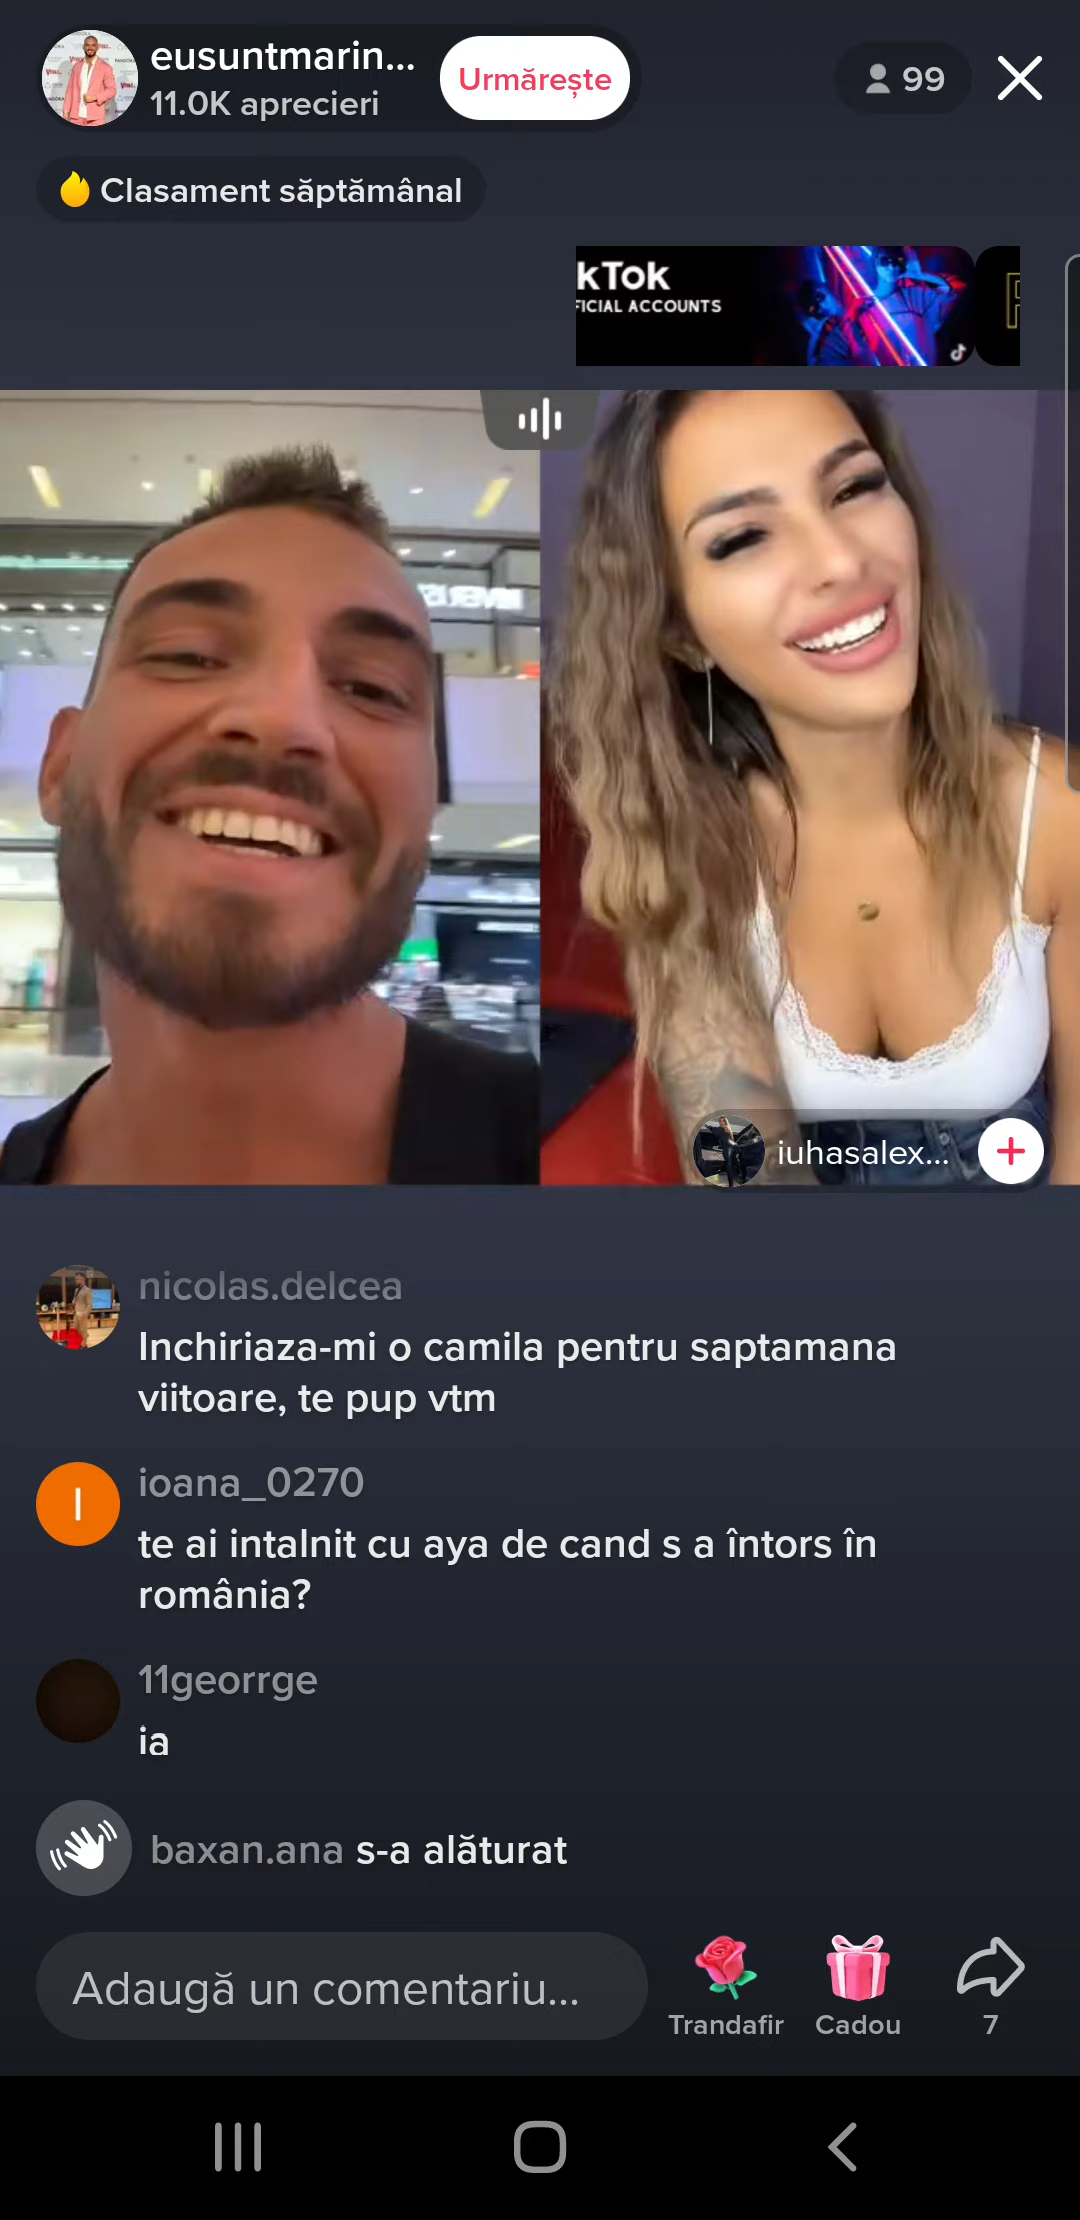 eusuntmarin...
11.0K aprecieri
Urmărește
99
Clasament săptămânal
kTok
FICIAL ACCOUNTS
iuhasalex...
nicolas.delcea
Inchiriaza-mi o camila pentru saptamana
viitoare, te pup vtm
I
ioana_0270
te ai intalnit cu aya de cand s a întors în
românia?
11georrge
ia
baxan.ana s-a alăturat
Adaugă un comentariu...
Trandafir
Cadou
7